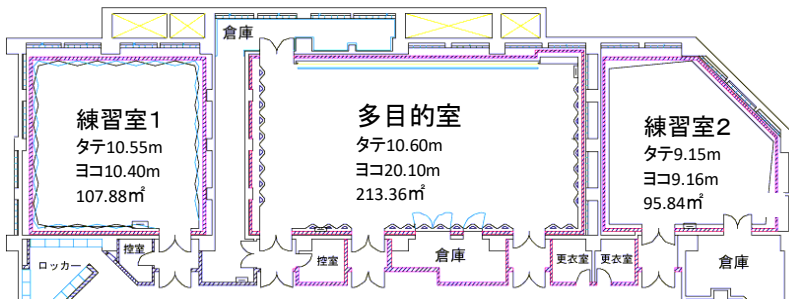 倉庫
練習室1
タテ10.55m
ヨコ10.40m
107.88㎡
多目的室
タテ10.60m
ヨコ20.10m
213.36㎡
練習室2
タテ9.15m
ヨコ9.16m
95.84㎡
ロッカー
控室
控室
倉庫
更衣室
更衣室
倉庫